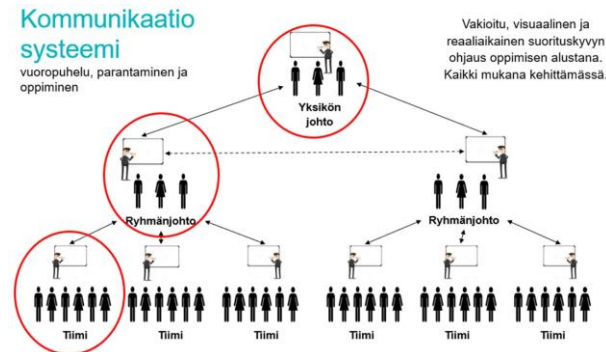 Kommunikaatio
systeemi
vuoropuhelu, parantaminen ja
oppiminen
Vakioitu, visuaalinen ja
reaaliaikainen suorituskyvyn
ohjaus oppimisen alustana.
Kaikki mukana kehittämässä.
Yksikön
johto
Ryhmänjohto
Ryhmänjohto
Tiimi
Tiimi
Tiimi
Tiimi
Tiimi
Tiimi